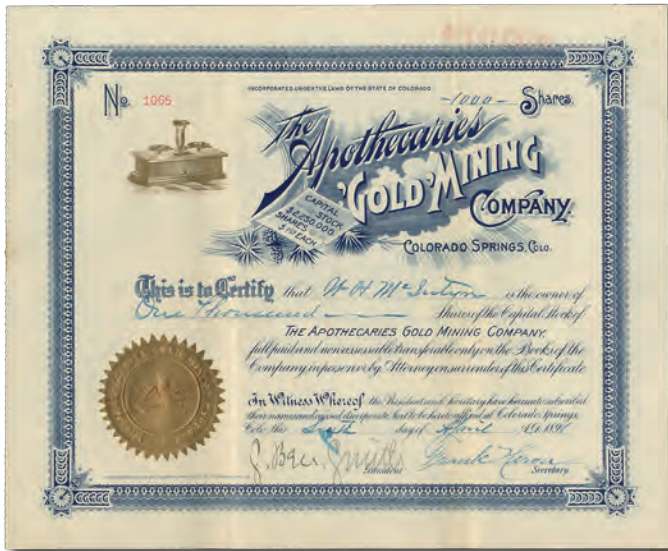 No. 1065
INCORPORATED UNDER THE LAWS OF THE STATE OF COLORADO
-1000- Shares.
The
Apothecaries
"GOLD" MINING
COMPANY.
CAPITAL
STOCK
$2,250,000
SHARES
$1.00 EACH
COLORADO SPRINGS, COLO.
This is to Certify that W H McIntyre is the owner of
One Thousand Shares of the Capital Stock of
THE APOTHECARIES GOLD MINING COMPANY.
full paid and non assessable transferable only on the Books of the
Company in person or by Attorney on surrender of this Certificate
In Witness Whereof the President and Secretary have hereunto subscribed
their names and caused the corporate Seal to be hereto affixed at Colorado Springs,
Colo. this Sixth day of April A.D. 189
J. Ben. President Frank Secretary